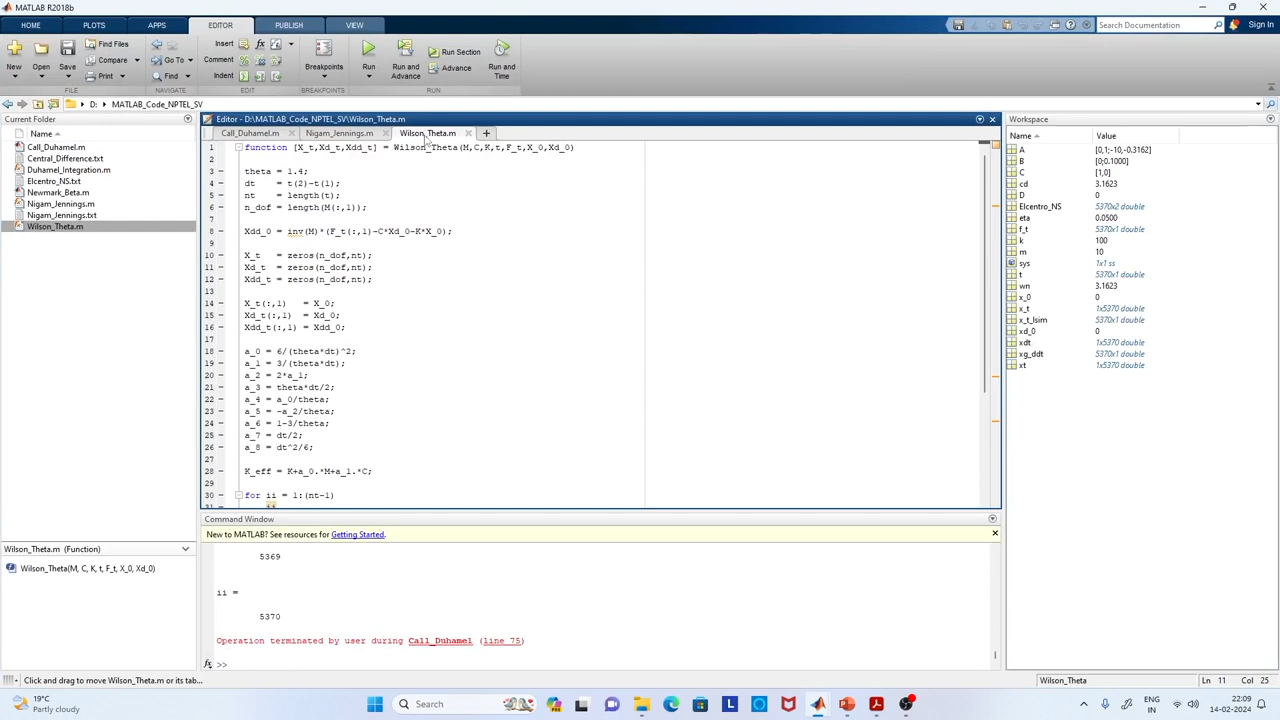 MATLAB R2018b
HOME PLOTS APPS EDITOR PUBLISH VIEW
Search Documentation Sign In
New Open Save Find Files Compare Print
Go To Find
Insert Comment Indent
Breakpoints Run Run and Advance Run Section Advance Run and Time
FILE NAVIGATE EDIT BREAKPOINTS RUN
D: MATLAB_Code_NPTEL_SV
Current Folder
Name
Call_Duhamel.m
Central_Difference.txt
Duhamel_Integration.m
Elcentro_NS.txt
Newmark_Beta.m
Nigam_Jennings.m
Nigam_Jennings.txt
Wilson_Theta.m
Wilson_Theta.m (Function)
Wilson_Theta(M, C, K, t, F_t, X_0, Xd_0)
Editor - D:\MATLAB_Code_NPTEL_SV\Wilson_Theta.m
Call_Duhamel.m Nigam_Jennings.m Wilson_Theta.m
1 function [X_t,Xd_t,Xdd_t] = Wilson_Theta(M,C,K,t,F_t,X_0,Xd_0)
2
3 theta = 1.4;
4 dt = t(2)-t(1);
5 nt = length(t);
6 n_dof = length(M(:,1));
7
8 Xdd_0 = inv(M)*(F_t(:,1)-C*Xd_0-K*X_0);
9
10 X_t = zeros(n_dof,nt);
11 Xd_t = zeros(n_dof,nt);
12 Xdd_t = zeros(n_dof,nt);
13
14 X_t(:,1) = X_0;
15 Xd_t(:,1) = Xd_0;
16 Xdd_t(:,1) = Xdd_0;
17
18 a_0 = 6/(theta*dt)^2;
19 a_1 = 3/(theta*dt);
20 a_2 = 2*a_1;
21 a_3 = theta*dt/2;
22 a_4 = a_0/theta;
23 a_5 = -a_2/theta;
24 a_6 = 1-3/theta;
25 a_7 = dt/2;
26 a_8 = dt^2/6;
27
28 K_eff = K+a_0.*M+a_1.*C;
29
30 for ii = 1:(nt-1)
31 ii
Command Window
New to MATLAB? See resources for Getting Started.
5369
ii =
5370
Operation terminated by user during Call_Duhamel (line 75)
fx >>
Workspace
Name Value
A [0,1;-10,-0.3162]
B [0;0.1000]
C [1,0]
cd 3.1623
D 0
Elcentro_NS 5370x2 double
eta 0.0500
f_t 5370x1 double
k 100
m 10
sys 1x1 ss
t 5370x1 double
wn 3.1623
x_0 0
x_t 1x5370 double
x_t_lsim 5370x1 double
xd_0 0
xdt 1x5370 double
xg_ddt 5370x1 double
xt 1x5370 double
Click and drag to move Wilson_Theta.m or its tab...
Wilson_Theta Ln 11 Col 25
19°C
Partly cloudy
Search
ENG
IN
22:09
14-02-2024